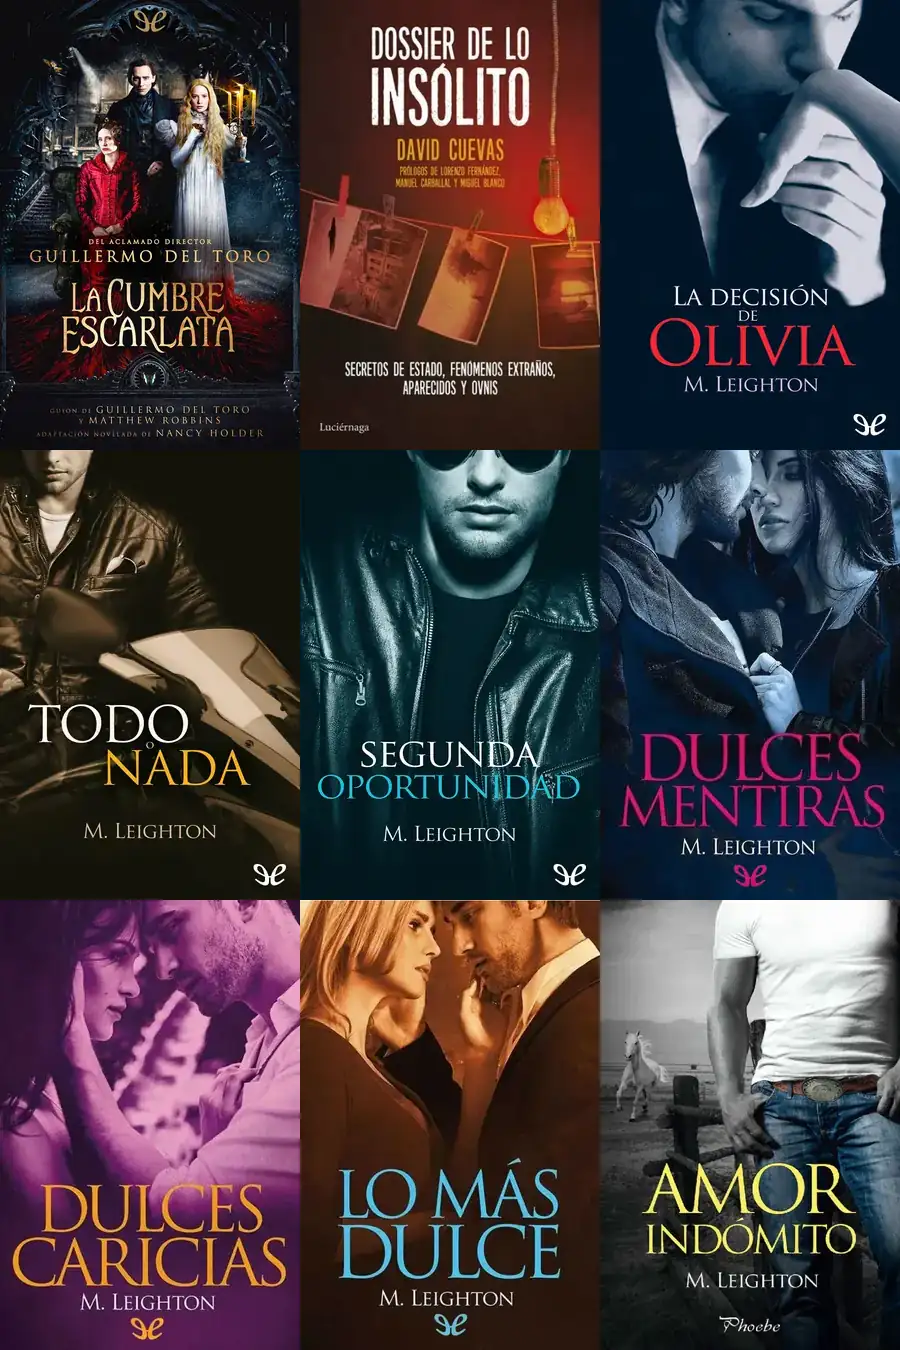 DEL ACLAMADO DIRECTOR
GUILLERMO DEL TORO
LA CUMBRE
ESCARLATA
GUION DE GUILLERMO DEL TORO
Y MATTHEW ROBBINS
ADAPTACIÓN NOVELADA DE NANCY HOLDER
DOSSIER DE LO
INSÓLITO
DAVID CUEVAS
PRÓLOGOS DE LORENZO FERNÁNDEZ,
MANUEL CARBALLAL Y MIGUEL BLANCO
SECRETOS DE ESTADO, FENÓMENOS EXTRAÑOS,
APARECIDOS Y OVNIS
Luciérnaga
LA DECISIÓN
DE
OLIVIA
M. LEIGHTON
TODO
O
NADA
M. LEIGHTON
SEGUNDA
OPORTUNIDAD
M. LEIGHTON
DULCES
MENTIRAS
M. LEIGHTON
DULCES
CARICIAS
M. LEIGHTON
LO MÁS
DULCE
M. LEIGHTON
AMOR
INDÓMITO
M. LEIGHTON
Phoebe